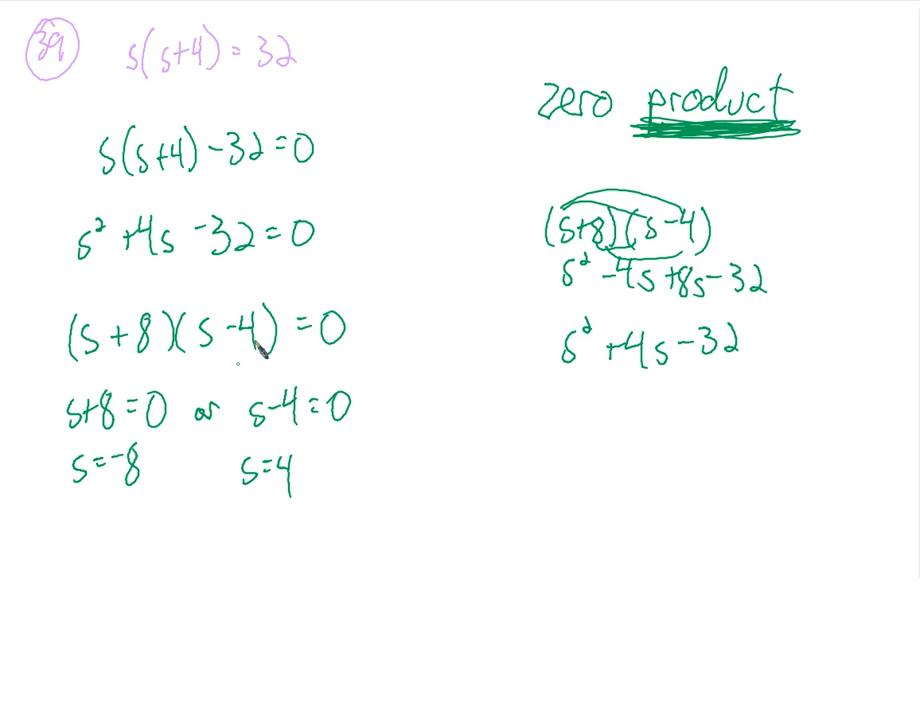 39 s(s+4) = 32
s(s+4) - 32 = 0
s² + 4s - 32 = 0
(s + 8)(s - 4) = 0
s+8 = 0 or s-4 = 0
s = -8 s = 4
zero product
(s+8)(s-4)
s² - 4s + 8s - 32
s² + 4s - 32